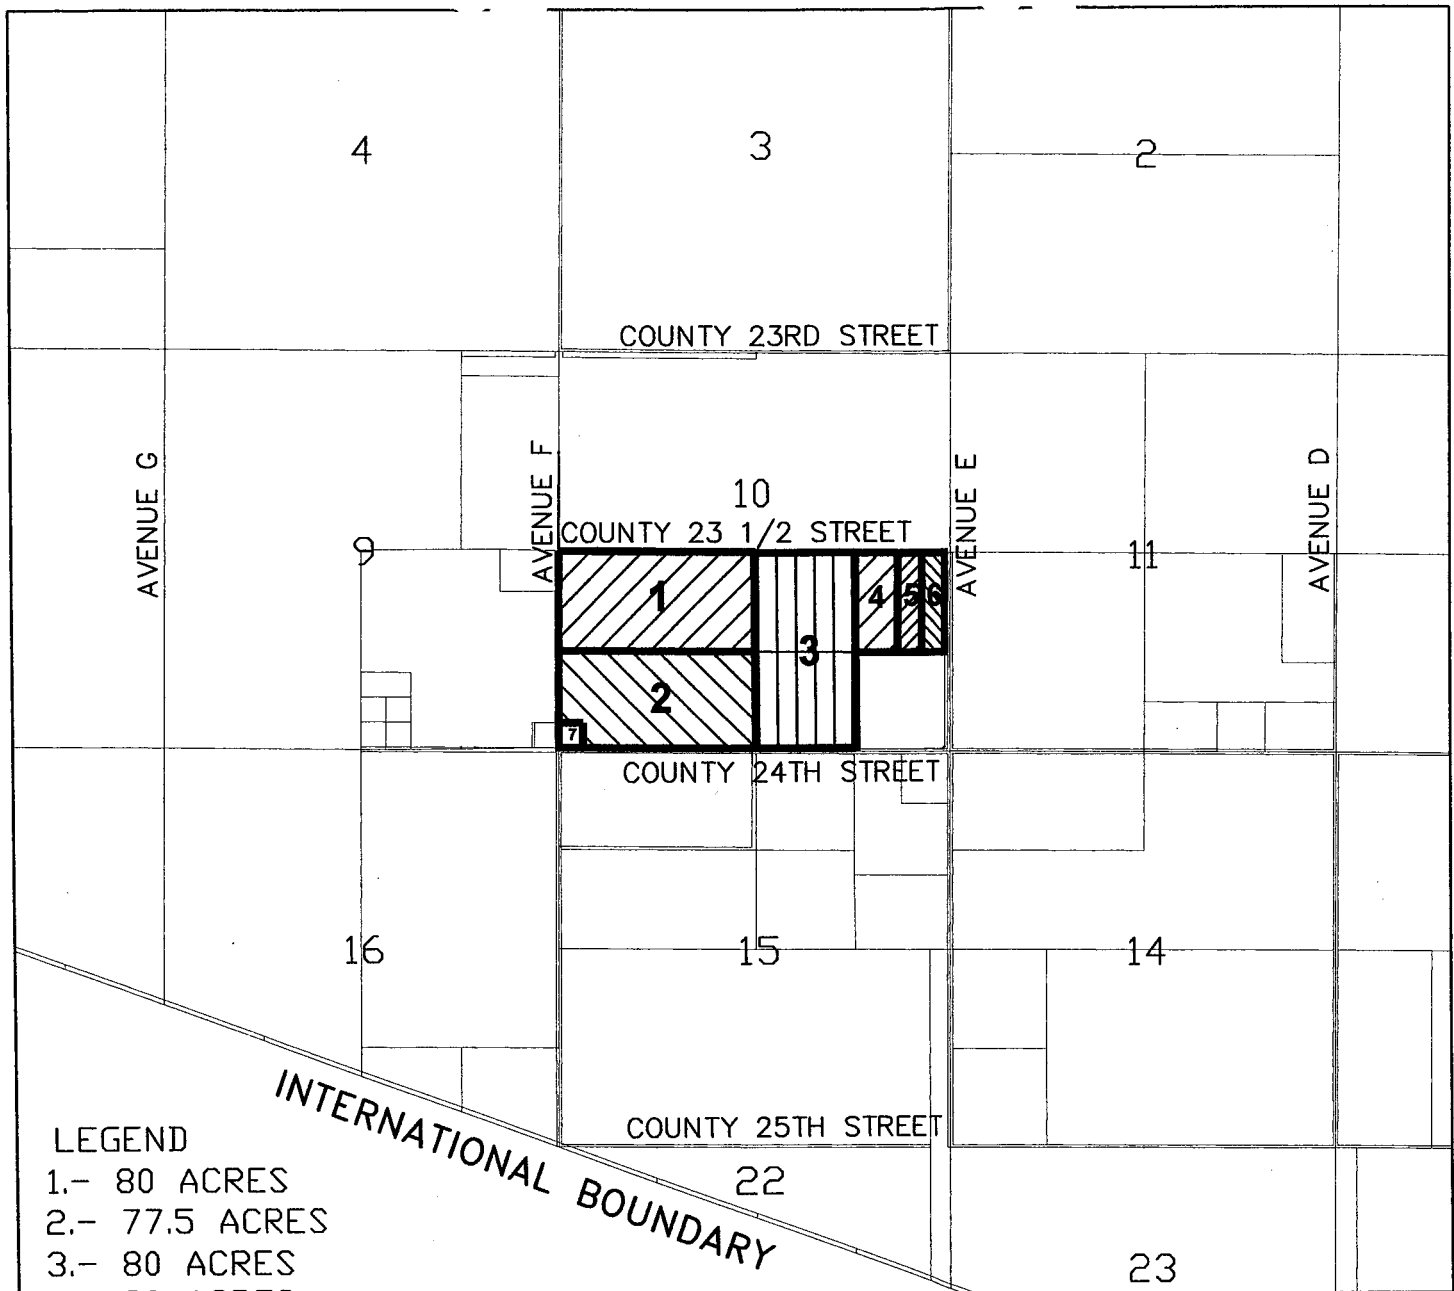 4
3
2
COUNTY 23RD STREET
AVENUE G
AVENUE F
AVENUE E
AVENUE D
10
COUNTY 23 1/2 STREET
9
11
1
4
5
6
3
2
7
COUNTY 24TH STREET
16
15
14
INTERNATIONAL BOUNDARY
COUNTY 25TH STREET
22
23
LEGEND
1.- 80 ACRES
2.- 77.5 ACRES
3.- 80 ACRES